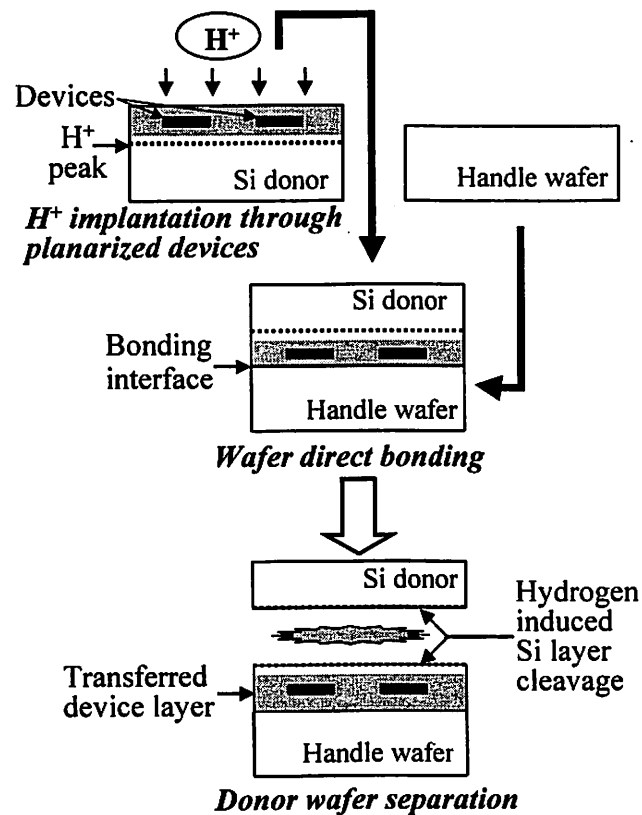 H+
Devices
H+
peak
Si donor
Handle wafer
H+ implantation through
planarized devices
Si donor
Bonding
interface
Handle wafer
Wafer direct bonding
Si donor
Hydrogen
induced
Si layer
cleavage
Transferred
device layer
Handle wafer
Donor wafer separation